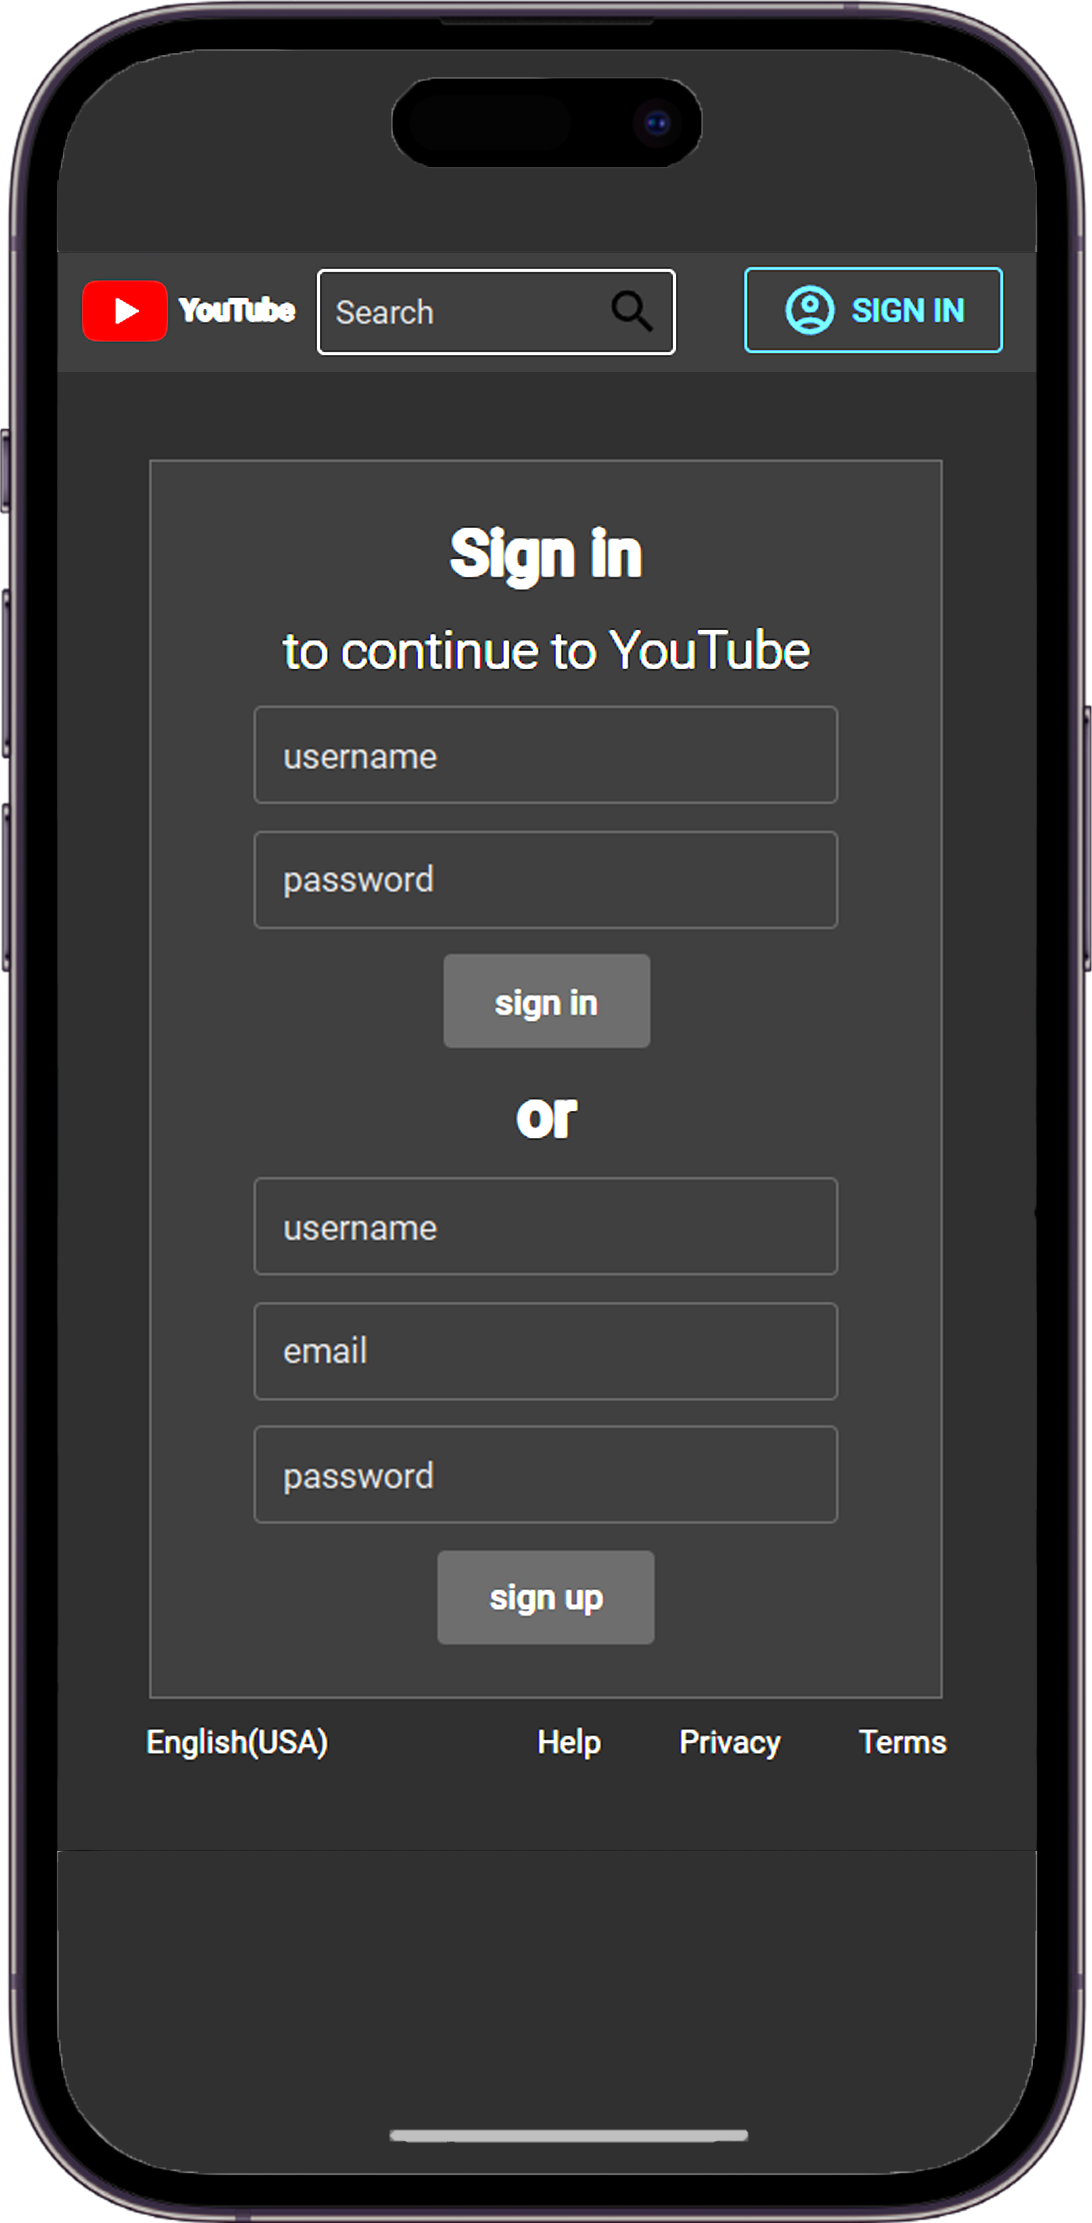 YouTube Search SIGN IN
Sign in
to continue to YouTube
username
password
sign in
or
username
email
password
sign up
English(USA) Help Privacy Terms